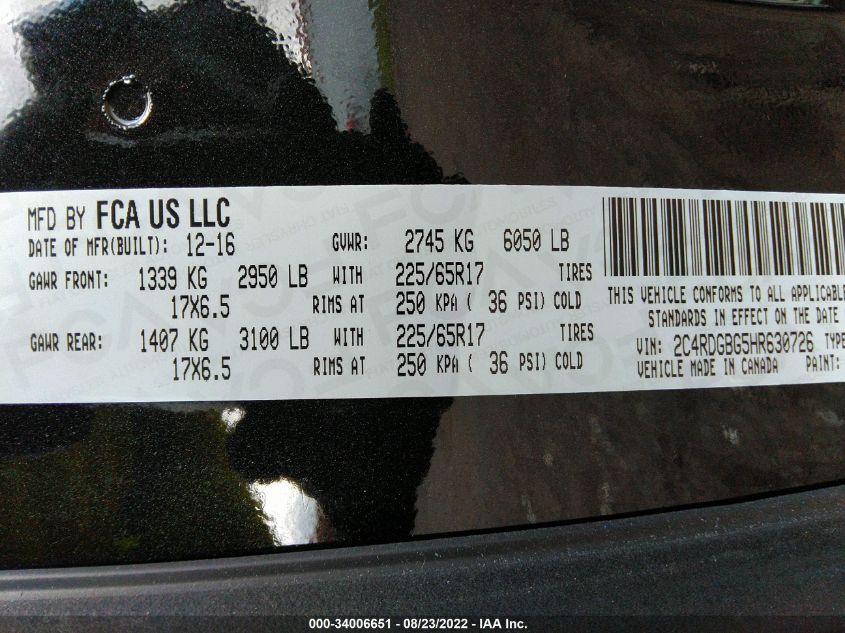 MFD BY FCA US LLC
DATE OF MFR(BUILT): 12-16 GVWR: 2745 KG 6050 LB
GAWR FRONT: 1339 KG 2950 LB WITH 225/65R17 TIRES
17X6.5 RIMS AT 250 KPA ( 36 PSI) COLD
GAWR REAR: 1407 KG 3100 LB WITH 225/65R17 TIRES
17X6.5 RIMS AT 250 KPA ( 36 PSI) COLD
THIS VEHICLE CONFORMS TO ALL APPLICABLE
STANDARDS IN EFFECT ON THE DATE
VIN: 2C4RDGBG5HR630726 TYPE
VEHICLE MADE IN CANADA PAINT:
000-34006651 - 08/23/2022 - IAA Inc.